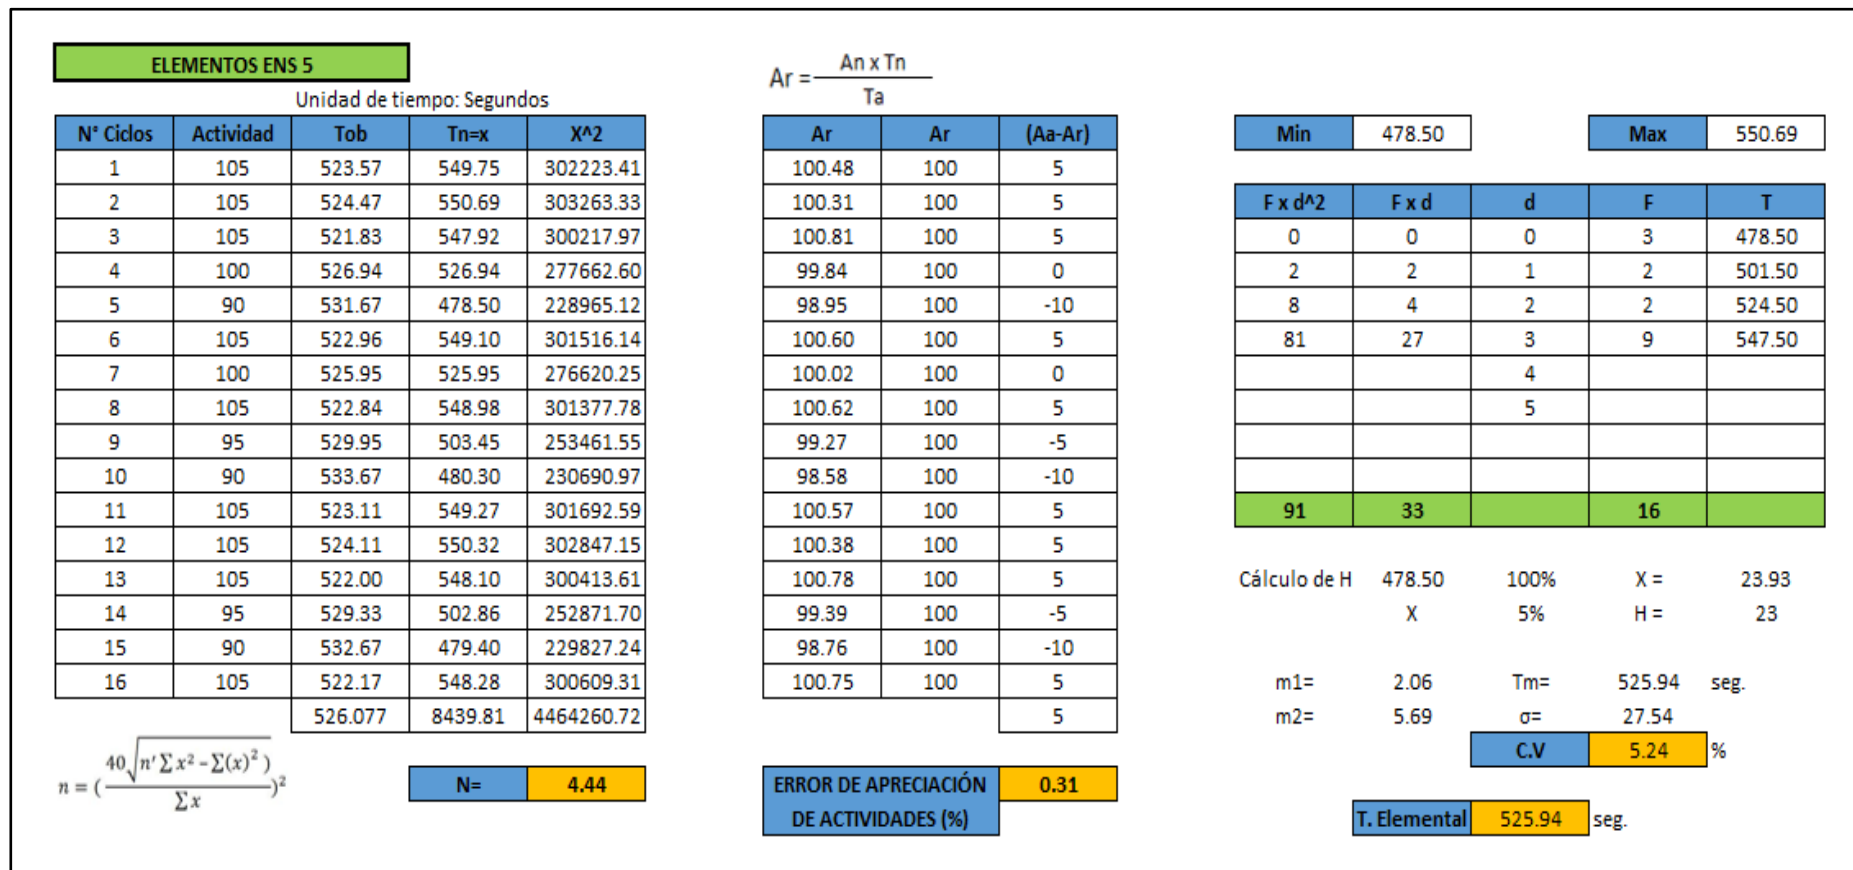 ELEMENTOS ENS 5
Unidad de tiempo: Segundos
N° Ciclos Actividad Tob Tn=x X^2
1 105 523.57 549.75 302223.41
2 105 524.47 550.69 303263.33
3 105 521.83 547.92 300217.97
4 100 526.94 526.94 277662.60
5 90 531.67 478.50 228965.12
6 105 522.96 549.10 301516.14
7 100 525.95 525.95 276620.25
8 105 522.84 548.98 301377.78
9 95 529.95 503.45 253461.55
10 90 533.67 480.30 230690.97
11 105 523.11 549.27 301692.59
12 105 524.11 550.32 302847.15
13 105 522.00 548.10 300413.61
14 95 529.33 502.86 252871.70
15 90 532.67 479.40 229827.24
16 105 522.17 548.28 300609.31
526.077 8439.81 4464260.72
n = ( 40√(n′ ∑ x² − ∑(x)² ) / ∑ x )²
N= 4.44
Ar = An x Tn / Ta
Ar Ar (Aa-Ar)
100.48 100 5
100.31 100 5
100.81 100 5
99.84 100 0
98.95 100 -10
100.60 100 5
100.02 100 0
100.62 100 5
99.27 100 -5
98.58 100 -10
100.57 100 5
100.38 100 5
100.78 100 5
99.39 100 -5
98.76 100 -10
100.75 100 5
5
ERROR DE APRECIACIÓN 0.31
DE ACTIVIDADES (%)
Min 478.50 Max 550.69
F x d^2 F x d d F T
0 0 0 3 478.50
2 2 1 2 501.50
8 4 2 2 524.50
81 27 3 9 547.50
4
5
91 33 16
Cálculo de H 478.50 100% X = 23.93
X 5% H = 23
m1= 2.06 Tm= 525.94 seg.
m2= 5.69 σ= 27.54
C.V 5.24 %
T. Elemental 525.94 seg.